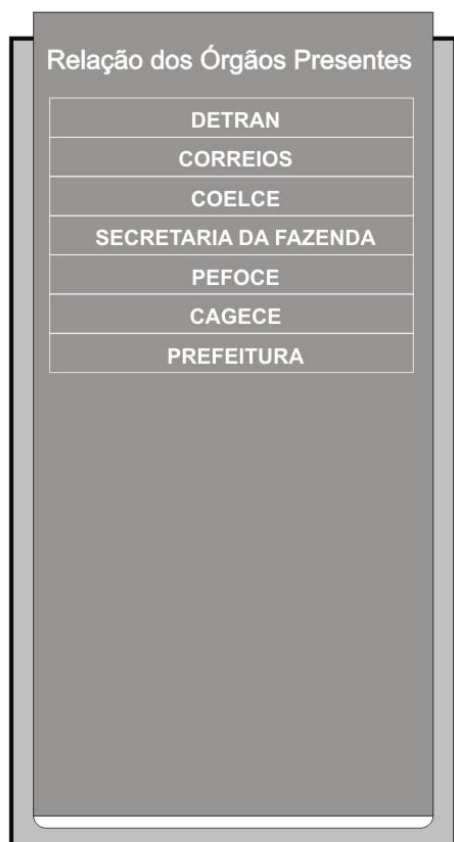 Relação dos Órgãos Presentes
DETRAN
CORREIOS
COELCE
SECRETARIA DA FAZENDA
PEFOCE
CAGECE
PREFEITURA